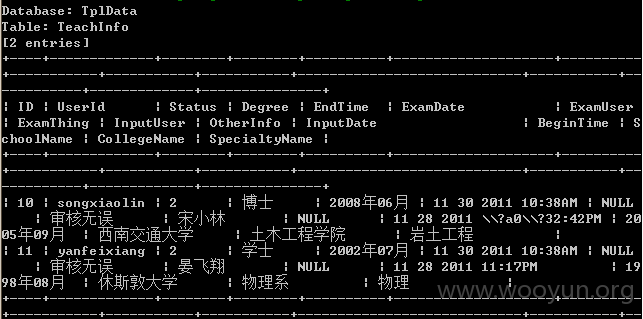 Database: TplData
Table: TeachInfo
[2 entries]
+----+--------------+--------+--------+----------+---------------------+----------+
-----------+-----------+-----------+---------------------+-----------+--
-----------+-------------+---------------+
| ID | UserId | Status | Degree | EndTime | ExamDate | ExamUser
| ExamThing | InputUser | OtherInfo | InputDate | BeginTime | S
choolName | CollegeName | SpecialtyName |
+----+--------------+--------+--------+----------+---------------------+----------+
-----------+-----------+-----------+---------------------+-----------+--
-----------+-------------+---------------+
| 10 | songxiaolin | 2 | 博士 | 2008年06月 | 11 30 2011 10:38AM | NULL
| 审核无误 | 宋小林 | NULL | 11 28 2011 \\?a0\\?32:42PM | 20
05年09月 | 西南交通大学 | 土木工程学院 | 岩土工程 |
| 11 | yanfeixiang | 2 | 学士 | 2002年07月 | 11 30 2011 10:38AM | NULL
| 审核无误 | 晏飞翔 | NULL | 11 28 2011 11:17PM | 19
98年08月 | 休斯敦大学 | 物理系 | 物理 |
+----+--------------+--------+--------+----------+---------------------+----------+
-----------+-----------+-----------+---------------------+-----------+--
www.wooyun.org